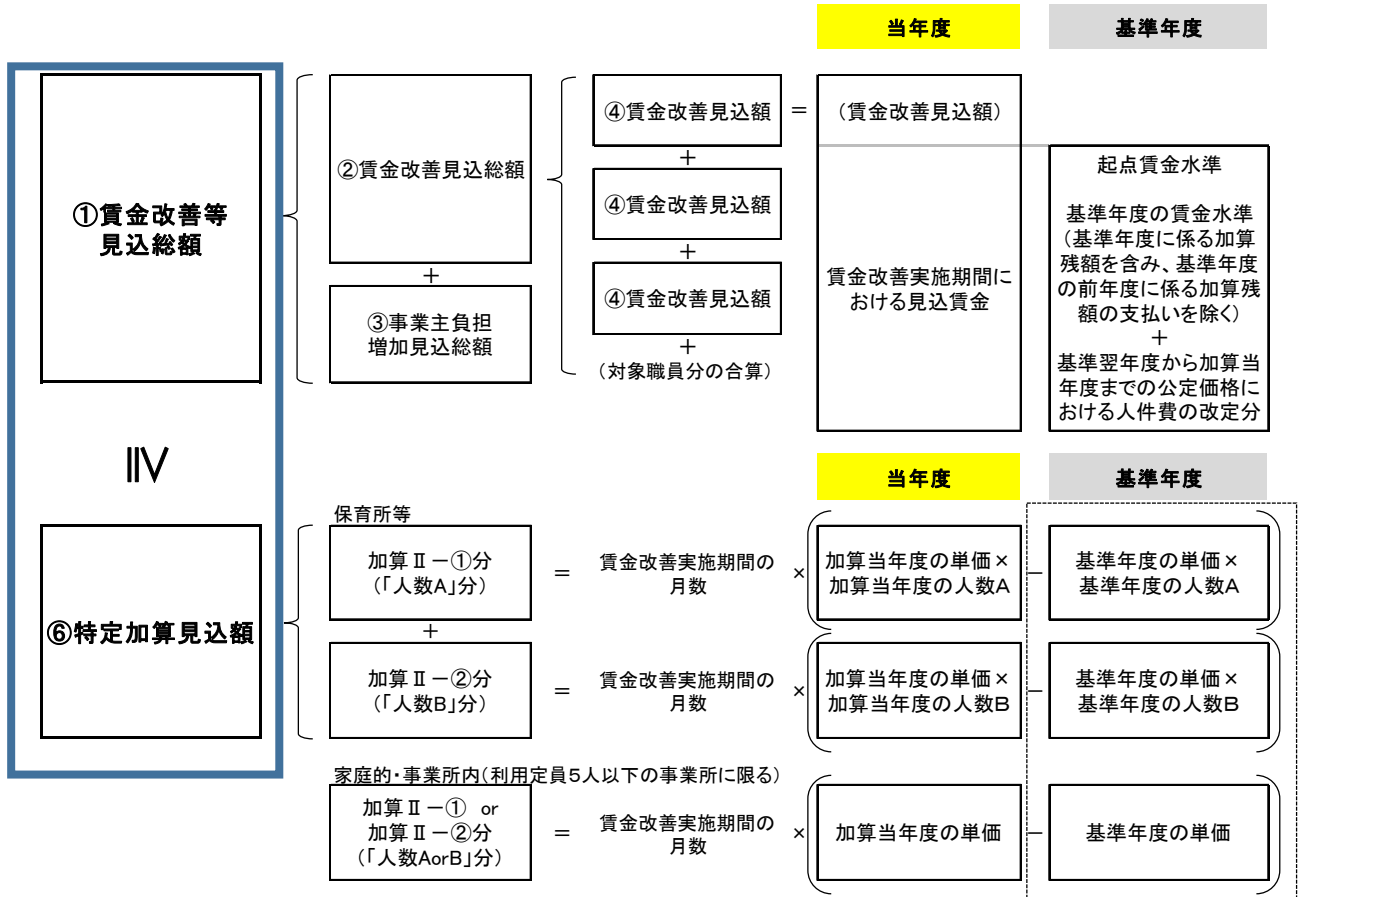 当年度
基準年度
①賃金改善等
見込総額
②賃金改善見込総額
＋
③事業主負担
増加見込総額
④賃金改善見込額
＋
④賃金改善見込額
＋
④賃金改善見込額
＋
（対象職員分の合算）
＝
（賃金改善見込額）
賃金改善実施期間に
おける見込賃金
起点賃金水準
基準年度の賃金水準
（基準年度に係る加算
残額を含み、基準年度
の前年度に係る加算残
額の支払いを除く）
＋
基準翌年度から加算当
年度までの公定価格に
おける人件費の改定分
≧
当年度
基準年度
⑥特定加算見込額
保育所等
加算Ⅱ－①分
（「人数A」分）
＝
賃金改善実施期間の
月数
×
加算当年度の単価×
加算当年度の人数A
－
基準年度の単価×
基準年度の人数A
＋
加算Ⅱ－②分
（「人数B」分）
＝
賃金改善実施期間の
月数
×
加算当年度の単価×
加算当年度の人数B
－
基準年度の単価×
基準年度の人数B
家庭的・事業所内（利用定員５人以下の事業所に限る）
加算Ⅱ－① or
加算Ⅱ－②分
（「人数AorB」分）
＝
賃金改善実施期間の
月数
×
加算当年度の単価
－
基準年度の単価